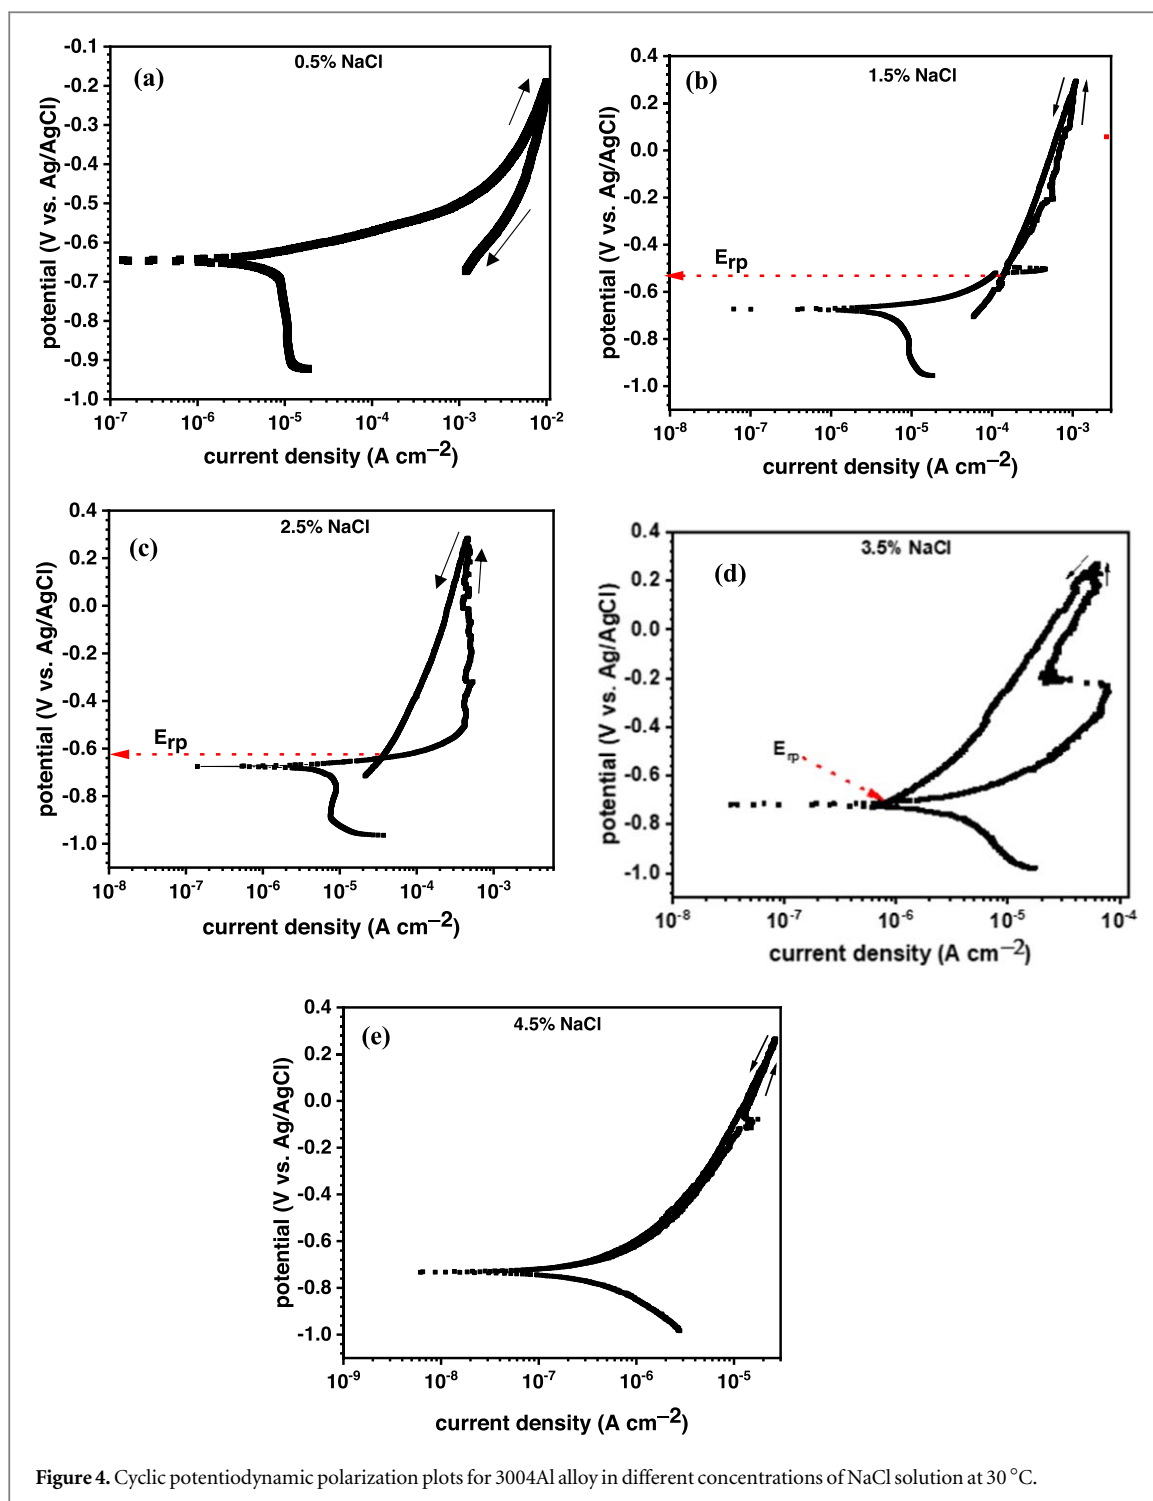 (a)
0.5% NaCl
potential (V vs. Ag/AgCl)
-0.1
-0.2
-0.3
-0.4
-0.5
-0.6
-0.7
-0.8
-0.9
-1.0
10⁻⁷ 10⁻⁶ 10⁻⁵ 10⁻⁴ 10⁻³ 10⁻²
current density (A cm⁻²)
(b)
1.5% NaCl
potential (V vs. Ag/AgCl)
0.4
0.2
0.0
-0.2
-0.4
-0.6
-0.8
-1.0
Erp
10⁻⁸ 10⁻⁷ 10⁻⁶ 10⁻⁵ 10⁻⁴ 10⁻³
current density (A cm⁻²)
(c)
2.5% NaCl
potential (V vs. Ag/AgCl)
0.4
0.2
0.0
-0.2
-0.4
-0.6
-0.8
-1.0
Erp
10⁻⁸ 10⁻⁷ 10⁻⁶ 10⁻⁵ 10⁻⁴ 10⁻³
current density (A cm⁻²)
(d)
3.5% NaCl
potential (V vs. Ag/AgCl)
0.4
0.2
0.0
-0.2
-0.4
-0.6
-0.8
-1.0
Erp
10⁻⁸ 10⁻⁷ 10⁻⁶ 10⁻⁵ 10⁻⁴
current density (A cm⁻²)
(e)
4.5% NaCl
potential (V vs. Ag/AgCl)
0.4
0.2
0.0
-0.2
-0.4
-0.6
-0.8
-1.0
10⁻⁹ 10⁻⁸ 10⁻⁷ 10⁻⁶ 10⁻⁵
current density (A cm⁻²)
Figure 4. Cyclic potentiodynamic polarization plots for 3004Al alloy in different concentrations of NaCl solution at 30 °C.